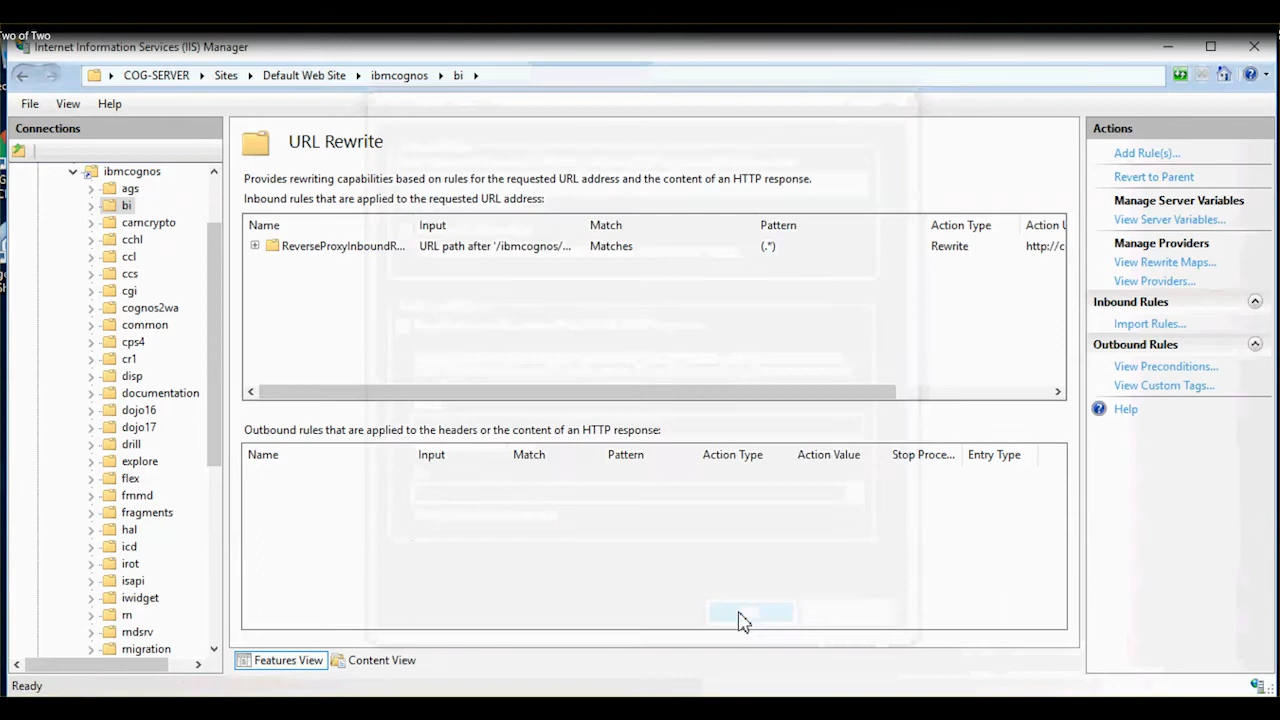 Two of Two
Internet Information Services (IIS) Manager
COG-SERVER
Sites
Default Web Site
ibmcognos
bi
File
View
Help
Connections
ibmcognos
ags
bi
camcrypto
cchl
ccl
ccs
cgi
cognos2wa
common
cps4
cr1
disp
documentation
dojo16
dojo17
drill
explore
flex
fmmd
fragments
hal
icd
irot
isapi
iwidget
m
mdsrv
migration
URL Rewrite
Provides rewriting capabilities based on rules for the requested URL address and the content of an HTTP response.
Inbound rules that are applied to the requested URL address:
Name Input Match Pattern Action Type Action U
ReverseProxyInboundR... URL path after '/ibmcognos/... Matches (.*) Rewrite http://c
Outbound rules that are applied to the headers or the content of an HTTP response:
Name Input Match Pattern Action Type Action Value Stop Proce... Entry Type
Features View
Content View
Actions
Add Rule(s)...
Revert to Parent
Manage Server Variables
View Server Variables...
Manage Providers
View Rewrite Maps...
View Providers...
Inbound Rules
Import Rules...
Outbound Rules
View Preconditions...
View Custom Tags...
Help
Ready